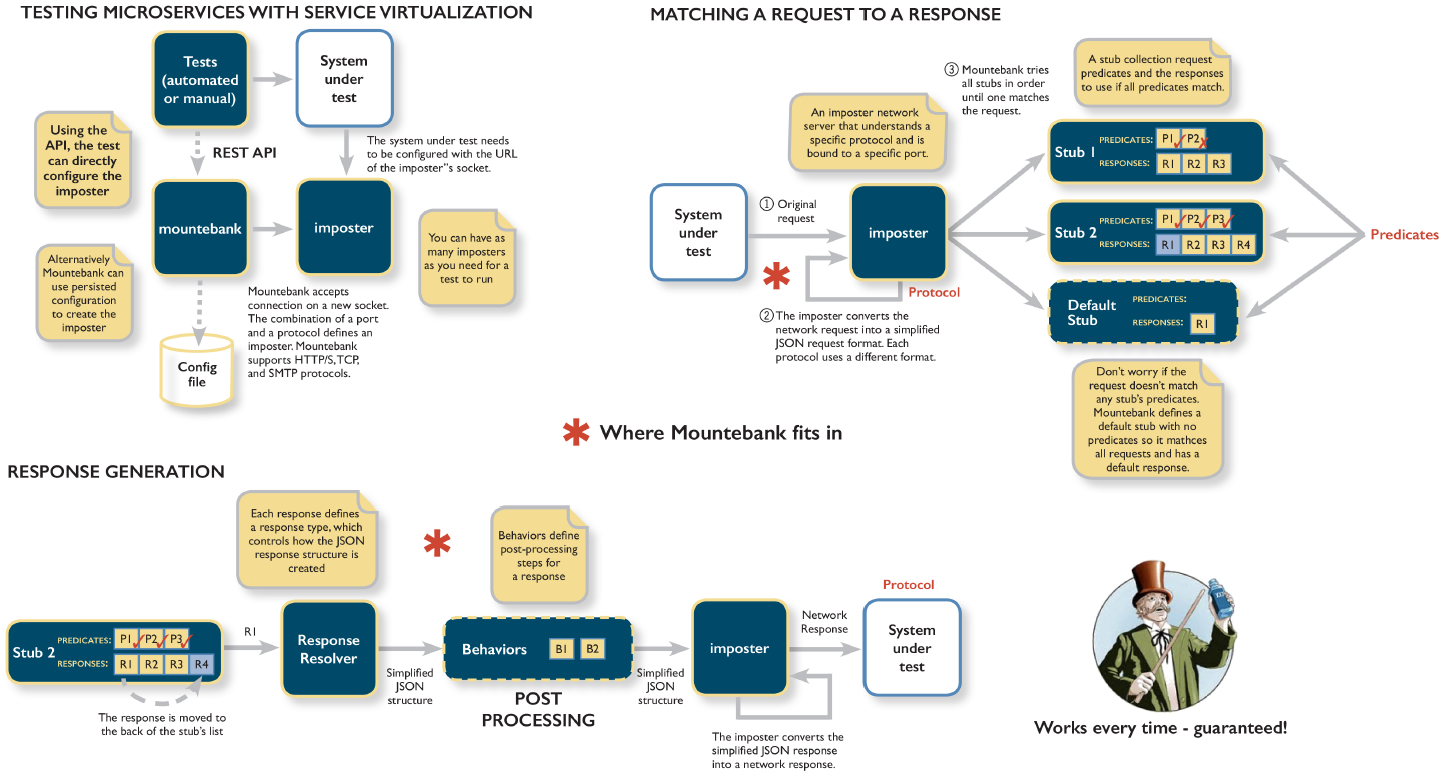 TESTING MICROSERVICES WITH SERVICE VIRTUALIZATION
Tests
(automated
or manual)
System
under
test
Using the
API, the test
can directly
configure the
imposter
REST API
The system under test needs
to be configured with the URL
of the imposter"s socket.
mountebank
imposter
You can have as
many imposters
as you need for a
test to run
Alternatively
Mountebank can
use persisted
configuration
to create the
imposter
Mountebank accepts
connection on a new socket.
The combination of a port
and a protocol defines an
imposter. Mountebank
supports HTTP/S,TCP,
and SMTP protocols.
Config
file
MATCHING A REQUEST TO A RESPONSE
③ Mountebank tries
all stubs in order
until one matches
the request.
A stub collection request
predicates and the responses
to use if all predicates match.
An imposter network
server that understands a
specific protocol and is
bound to a specific port.
System
under
test
① Original
request
imposter
Protocol
② The imposter converts the
network request into a simplified
JSON request format. Each
protocol uses a different format.
Stub 1
PREDICATES: P1 P2
RESPONSES: R1 R2 R3
Stub 2
PREDICATES: P1 P2 P3
RESPONSES: R1 R2 R3 R4
Predicates
Default
Stub
PREDICATES:
RESPONSES: R1
Don't worry if the
request doesn't match
any stub's predicates.
Mountebank defines a
default stub with no
predicates so it mathces
all requests and has a
default response.
* Where Mountebank fits in
RESPONSE GENERATION
Each response defines
a response type, which
controls how the JSON
response structure is
created
*
Behaviors define
post-processing
steps for
a response
Stub 2
PREDICATES: P1 P2 P3
RESPONSES: R1 R2 R3 R4
The response is moved to
the back of the stub's list
R1
Response
Resolver
Simplified
JSON
structure
Behaviors B1 B2
POST
PROCESSING
Simplified
JSON
structure
imposter
The imposter converts the
simplified JSON response
into a network response.
Network
Response
Protocol
System
under
test
Works every time - guaranteed!